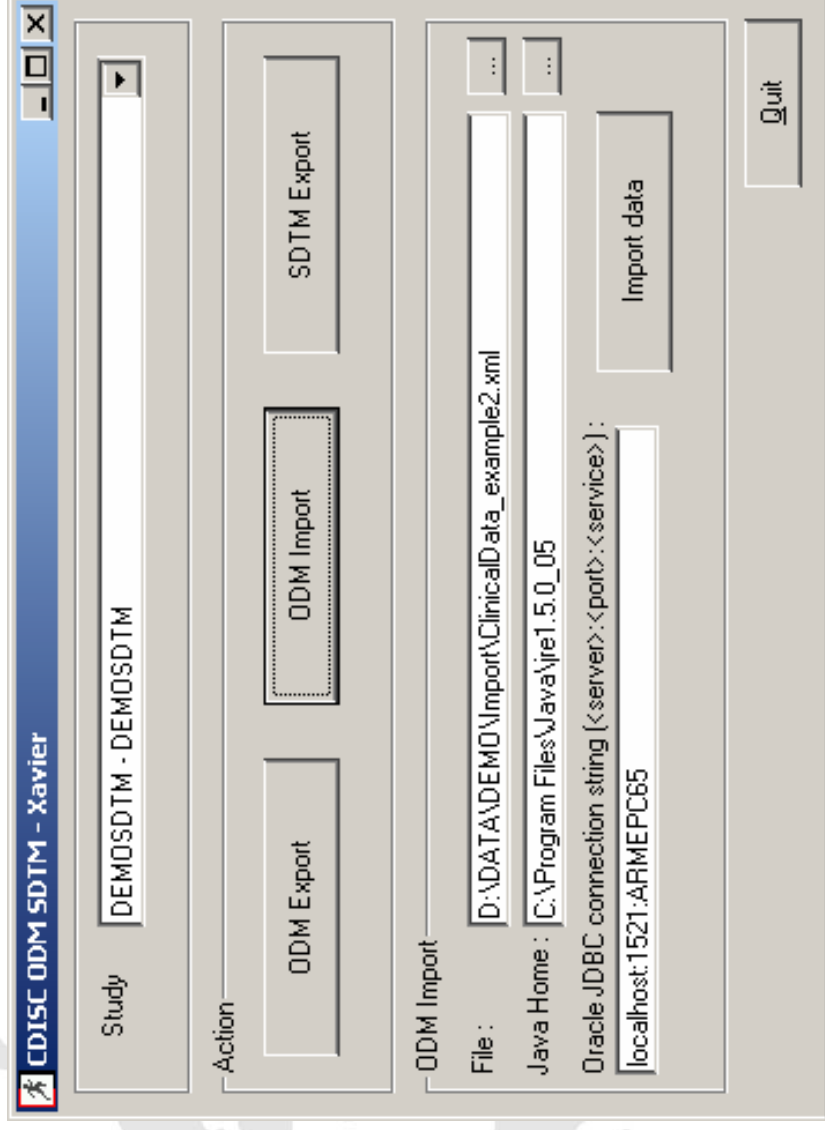 CDISC ODM SDTM - Xavier
Study
DEMOSDTM - DEMOSDTM
Action
ODM Export
ODM Import
SDTM Export
ODM Import
File :
D:\DATA\DEMO\Import\ClinicalData_example2.xml
...
Java Home :
C:\Program Files\Java\jre1.5.0_05
...
Oracle JDBC connection string (<server>:<port>:<service>) :
localhost:1521:ARMEPC65
Import data
Quit